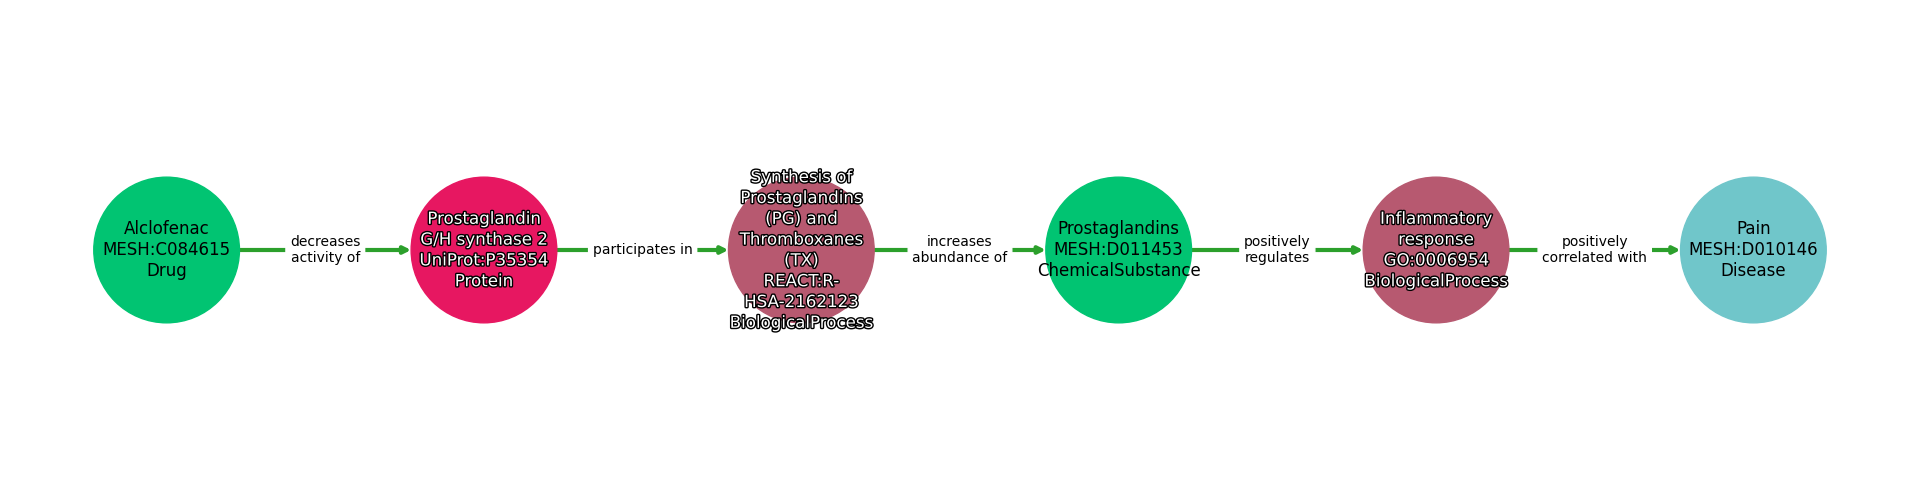 Alclofenac
MESH:C084615
Drug
decreases
activity of
Prostaglandin
G/H synthase 2
UniProt:P35354
Protein
participates in
Synthesis of
Prostaglandins
(PG) and
Thromboxanes
(TX)
REACT:R-
HSA-2162123
BiologicalProcess
increases
abundance of
Prostaglandins
MESH:D011453
ChemicalSubstance
positively
regulates
Inflammatory
response
GO:0006954
BiologicalProcess
positively
correlated with
Pain
MESH:D010146
Disease